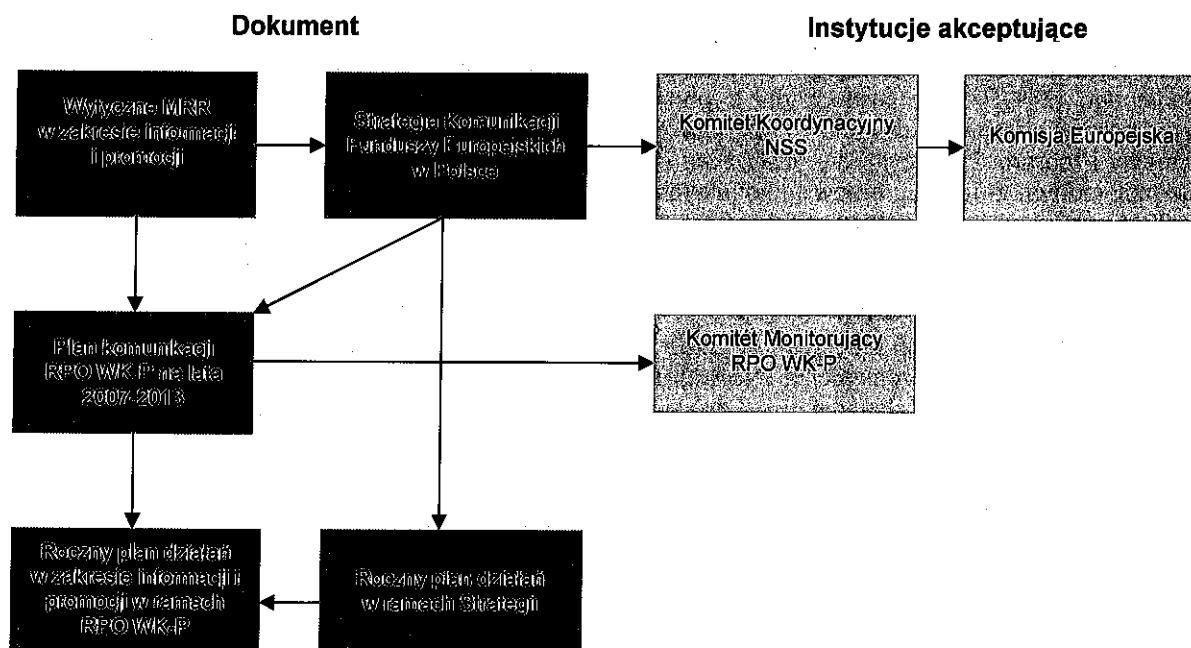 Dokument
Instytucje akceptujące
Wytyczne MRR
w zakresie informacji
i promocji
Strategia Komunikacji
Funduszy Europejskich
w Polsce
Komitet Koordynacyjny
NSS
Komisja Europejska
Plan komunikacji
RPO WK-P na lata
2007-2013
Komitet Monitorujący
RPO WK-P
Roczny plan działań
w zakresie informacji i
promocji w ramach
RPO WK-P
Roczny plan działań
w ramach Strategi